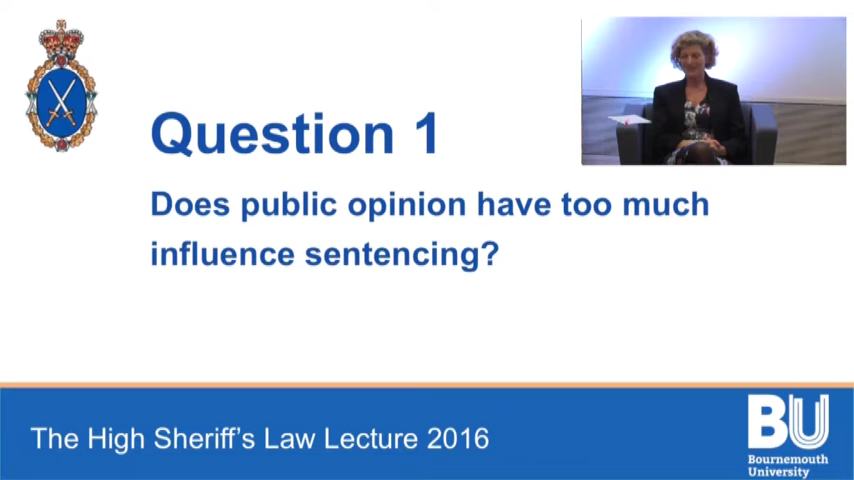 Question 1
Does public opinion have too much
influence sentencing?
The High Sheriff's Law Lecture 2016
BU
Bournemouth
University